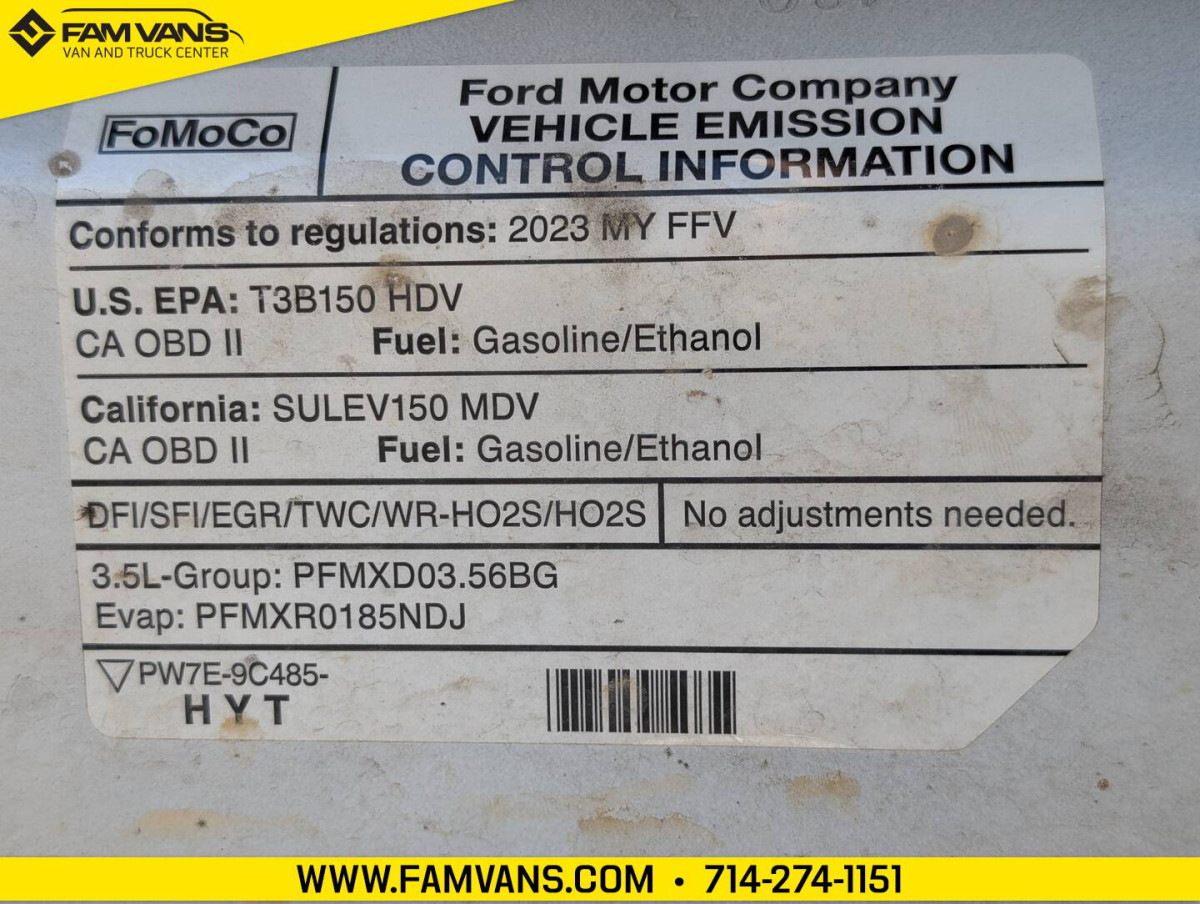 FAM VANS
VAN AND TRUCK CENTER
FoMoCo
Ford Motor Company
VEHICLE EMISSION
CONTROL INFORMATION
Conforms to regulations: 2023 MY FFV
U.S. EPA: T3B150 HDV
CA OBD II Fuel: Gasoline/Ethanol
California: SULEV150 MDV
CA OBD II Fuel: Gasoline/Ethanol
DFI/SFI/EGR/TWC/WR-HO2S/HO2S No adjustments needed.
3.5L-Group: PFMXD03.56BG
Evap: PFMXR0185NDJ
PW7E-9C485-
HYT
WWW.FAMVANS.COM • 714-274-1151